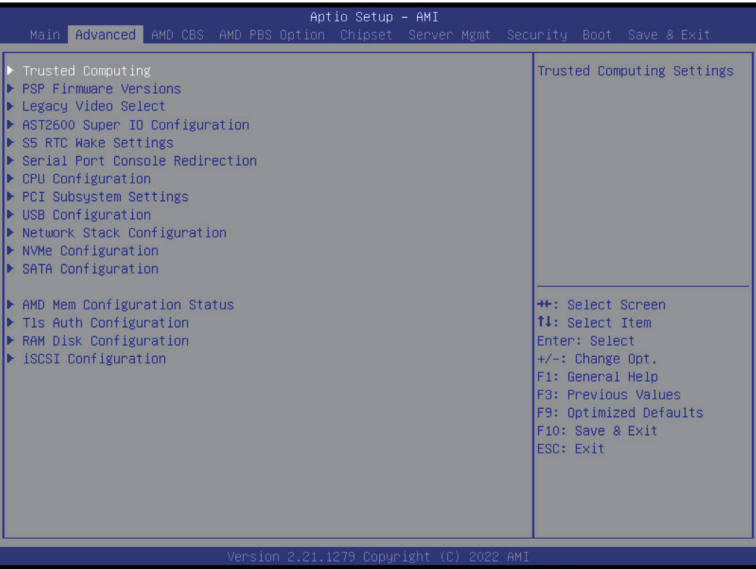 Aptio Setup – AMI
Main Advanced AMD CBS AMD PBS Option Chipset Server Mgmt Security Boot Save & Exit
Trusted Computing
PSP Firmware Versions
Legacy Video Select
AST2600 Super IO Configuration
S5 RTC Wake Settings
Serial Port Console Redirection
CPU Configuration
PCI Subsystem Settings
USB Configuration
Network Stack Configuration
NVMe Configuration
SATA Configuration
AMD Mem Configuration Status
Tls Auth Configuration
RAM Disk Configuration
iSCSI Configuration
Trusted Computing Settings
→←: Select Screen
↑↓: Select Item
Enter: Select
+/-: Change Opt.
F1: General Help
F3: Previous Values
F9: Optimized Defaults
F10: Save & Exit
ESC: Exit
Version 2.21.1279 Copyright (C) 2022 AMI